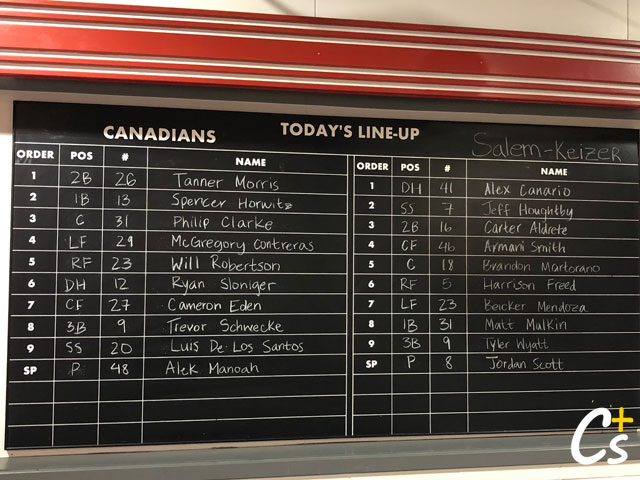 CANADIANS TODAY'S LINE-UP Salem-Keizer
ORDER POS # NAME
1 2B 26 Tanner Morris
2 1B 13 Spencer Horwitz
3 C 31 Philip Clarke
4 LF 29 McGregory Contreras
5 RF 23 Will Robertson
6 DH 12 Ryan Sloniger
7 CF 27 Cameron Eden
8 3B 9 Trevor Schwecke
9 SS 20 Luis De Los Santos
SP P 48 Alek Manoah
ORDER POS # NAME
1 DH 41 Alex Canario
2 SS 7 Jeff Houghtby
3 2B 16 Carter Aldrete
4 CF 46 Armani Smith
5 C 18 Brandon Martorano
6 RF 5 Harrison Freed
7 LF 23 Beicker Mendoza
8 1B 31 Matt Malkin
9 3B 9 Tyler Wyatt
SP P 8 Jordan Scott
Cs+